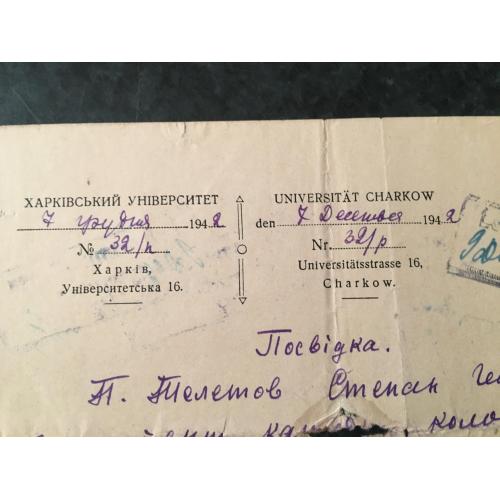 ХАРКІВСЬКИЙ УНІВЕРСИТЕТ
7 грудня 1942
№ 32/п
Харків,
Університетська 16.
UNIVERSITÄT CHARKOW
den 7 Decembra 1942
Nr. 32/p
Universitätsstrasse 16,
Charkow.
Посвідка.
Т. Телетов Степан